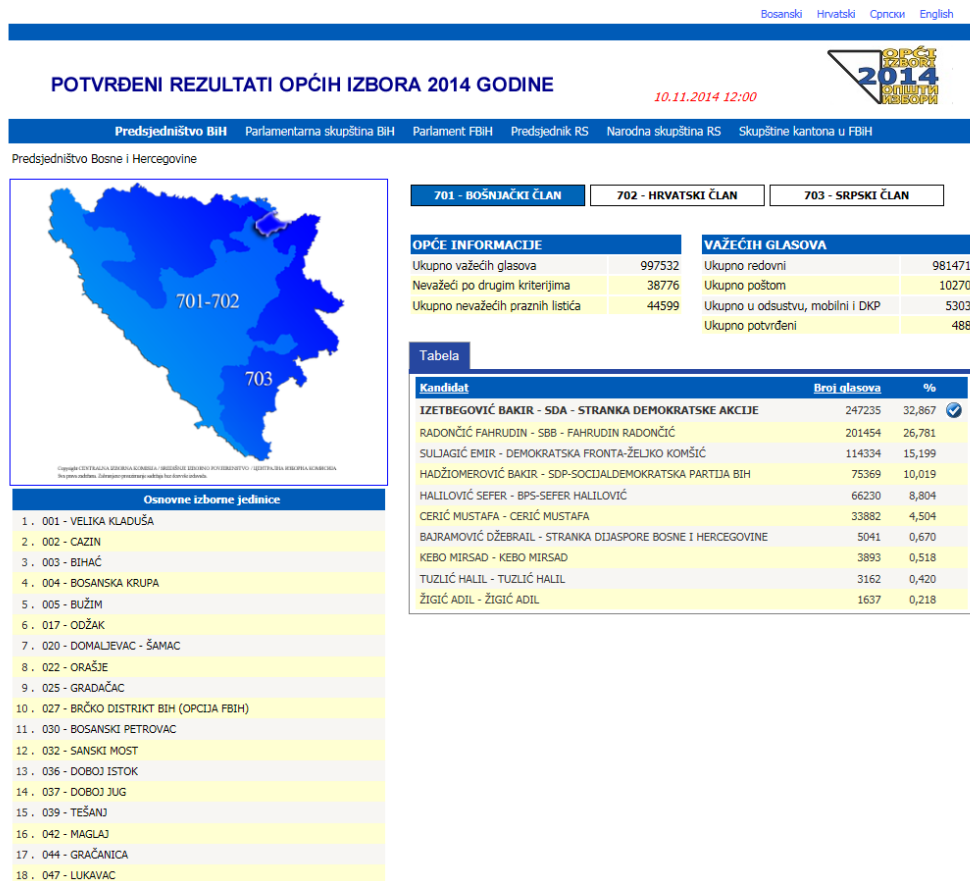 Bosanski Hrvatski Српски English
POTVRĐENI REZULTATI OPĆIH IZBORA 2014 GODINE
10.11.2014 12:00
OPĆI
IZBORI
2014
ОПШТИ
ИЗБОРИ
Predsjedništvo BiH Parlamentarna skupština BiH Parlament FBiH Predsjednik RS Narodna skupština RS Skupštine kantona u FBiH
Predsjedništvo Bosne i Hercegovine
701-702
703
Osnovne izborne jedinice
1 . 001 - VELIKA KLADUŠA
2 . 002 - CAZIN
3 . 003 - BIHAĆ
4 . 004 - BOSANSKA KRUPA
5 . 005 - BUŽIM
6 . 017 - ODŽAK
7 . 020 - DOMALJEVAC - ŠAMAC
8 . 022 - ORAŠJE
9 . 025 - GRADAČAC
10 . 027 - BRČKO DISTRIKT BIH (OPCIJA FBIH)
11 . 030 - BOSANSKI PETROVAC
12 . 032 - SANSKI MOST
13 . 036 - DOBOJ ISTOK
14 . 037 - DOBOJ JUG
15 . 039 - TEŠANJ
16 . 042 - MAGLAJ
17 . 044 - GRAČANICA
18 . 047 - LUKAVAC
701 - BOŠNJAČKI ČLAN 702 - HRVATSKI ČLAN 703 - SRPSKI ČLAN
OPĆE INFORMACIJE
Ukupno važećih glasova 997532
Nevažeći po drugim kriterijima 38776
Ukupno nevažećih praznih listića 44599
VAŽEĆIH GLASOVA
Ukupno redovni 981471
Ukupno poštom 10270
Ukupno u odsustvu, mobilni i DKP 5303
Ukupno potvrđeni 488
Tabela
Kandidat Broj glasova %
IZETBEGOVIĆ BAKIR - SDA - STRANKA DEMOKRATSKE AKCIJE 247235 32,867
RADONČIĆ FAHRUDIN - SBB - FAHRUDIN RADONČIĆ 201454 26,781
SULJAGIĆ EMIR - DEMOKRATSKA FRONTA-ŽELJKO KOMŠIĆ 114334 15,199
HADŽIOMEROVIĆ BAKIR - SDP-SOCIJALDEMOKRATSKA PARTIJA BIH 75369 10,019
HALILOVIĆ SEFER - BPS-SEFER HALILOVIĆ 66230 8,804
CERIĆ MUSTAFA - CERIĆ MUSTAFA 33882 4,504
BAJRAMOVIĆ DŽEBRAIL - STRANKA DIJASPORE BOSNE I HERCEGOVINE 5041 0,670
KEBO MIRSAD - KEBO MIRSAD 3893 0,518
TUZLIĆ HALIL - TUZLIĆ HALIL 3162 0,420
ŽIGIĆ ADIL - ŽIGIĆ ADIL 1637 0,218